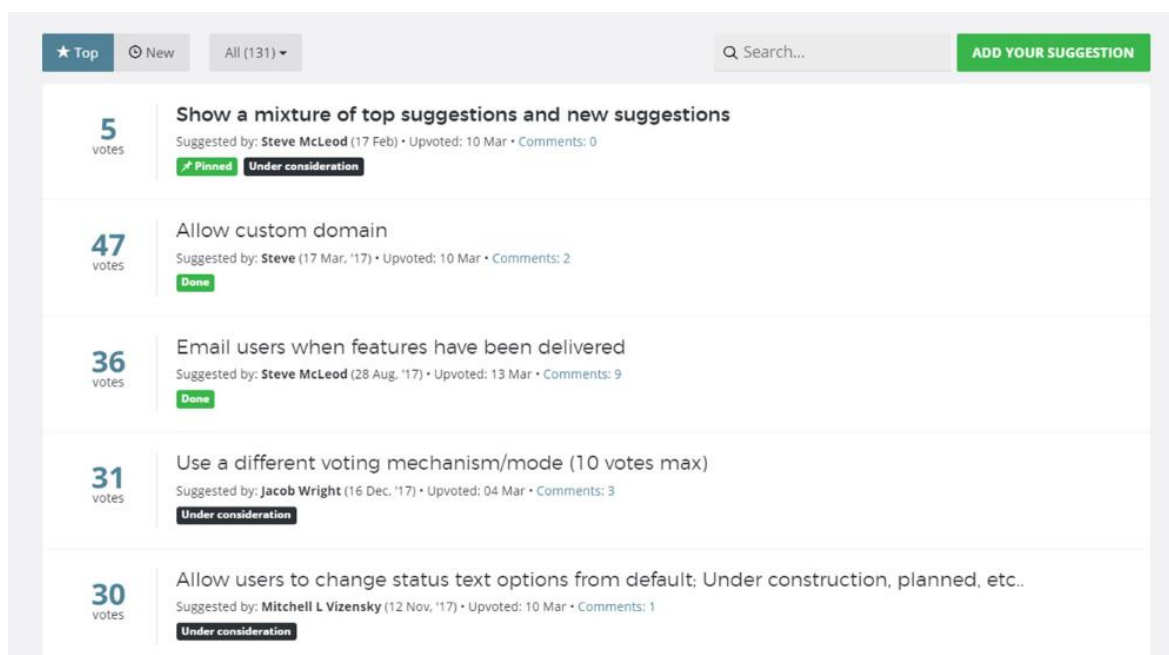 Top New All (131) Search... ADD YOUR SUGGESTION
5 votes
Show a mixture of top suggestions and new suggestions
Suggested by: Steve McLeod (17 Feb) • Upvoted: 10 Mar • Comments: 0
Pinned Under consideration
47 votes
Allow custom domain
Suggested by: Steve (17 Mar, '17) • Upvoted: 10 Mar • Comments: 2
Done
36 votes
Email users when features have been delivered
Suggested by: Steve McLeod (28 Aug, '17) • Upvoted: 13 Mar • Comments: 9
Done
31 votes
Use a different voting mechanism/mode (10 votes max)
Suggested by: Jacob Wright (16 Dec, '17) • Upvoted: 04 Mar • Comments: 3
Under consideration
30 votes
Allow users to change status text options from default; Under construction, planned, etc..
Suggested by: Mitchell L Vizensky (12 Nov, '17) • Upvoted: 10 Mar • Comments: 1
Under consideration